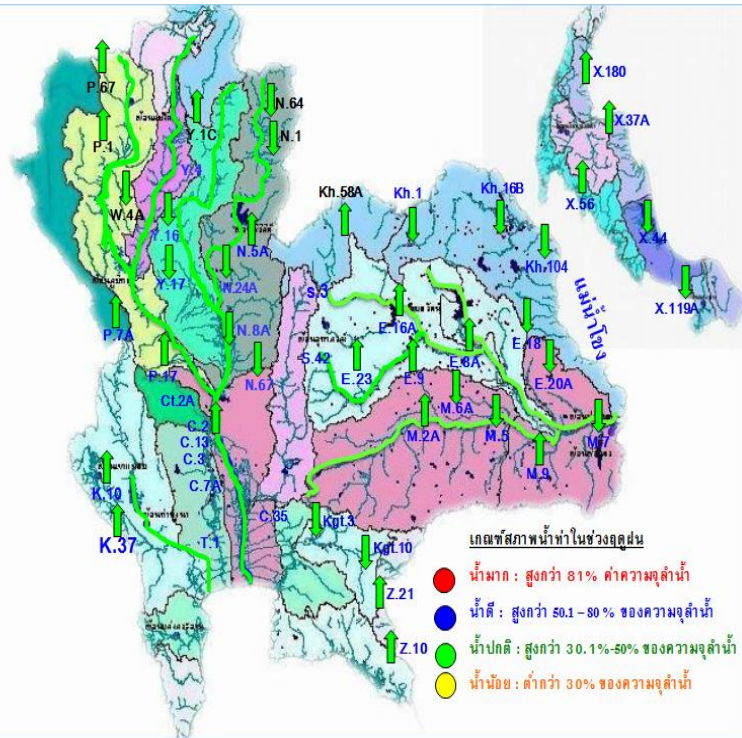 P.67
P.1
W.4A
Y.1C
Y.4
N.64
N.1
Y.16
Y.17
N.5A
N.24A
N.8A
N.67
P.7A
P.17
Ct.2A
C.2
C.13
C.3
C.7A
C.35
T.1
K.10
K.37
Kh.58A
Kh.1
Kh.16B
Kh.104
แม่น้ำโขง
S.3
S.42
E.16A
E.23
E.9
E.8A
E.18
E.20A
M.6A
M.2A
M.5
M.9
M.7
Kgt.3
Kgt.10
Z.21
Z.10
X.180
X.37A
X.56
X.44
X.119A
เกณฑ์สภาพน้ำท่าในช่วงฤดูฝน
น้ำมาก : สูงกว่า 81% ค่าความจุลำน้ำ
น้ำดี : สูงกว่า 50.1 – 80 % ของความจุลำน้ำ
น้ำปกติ : สูงกว่า 30.1%-50% ของความจุลำน้ำ
น้ำน้อย : ต่ำกว่า 30% ของความจุลำน้ำ